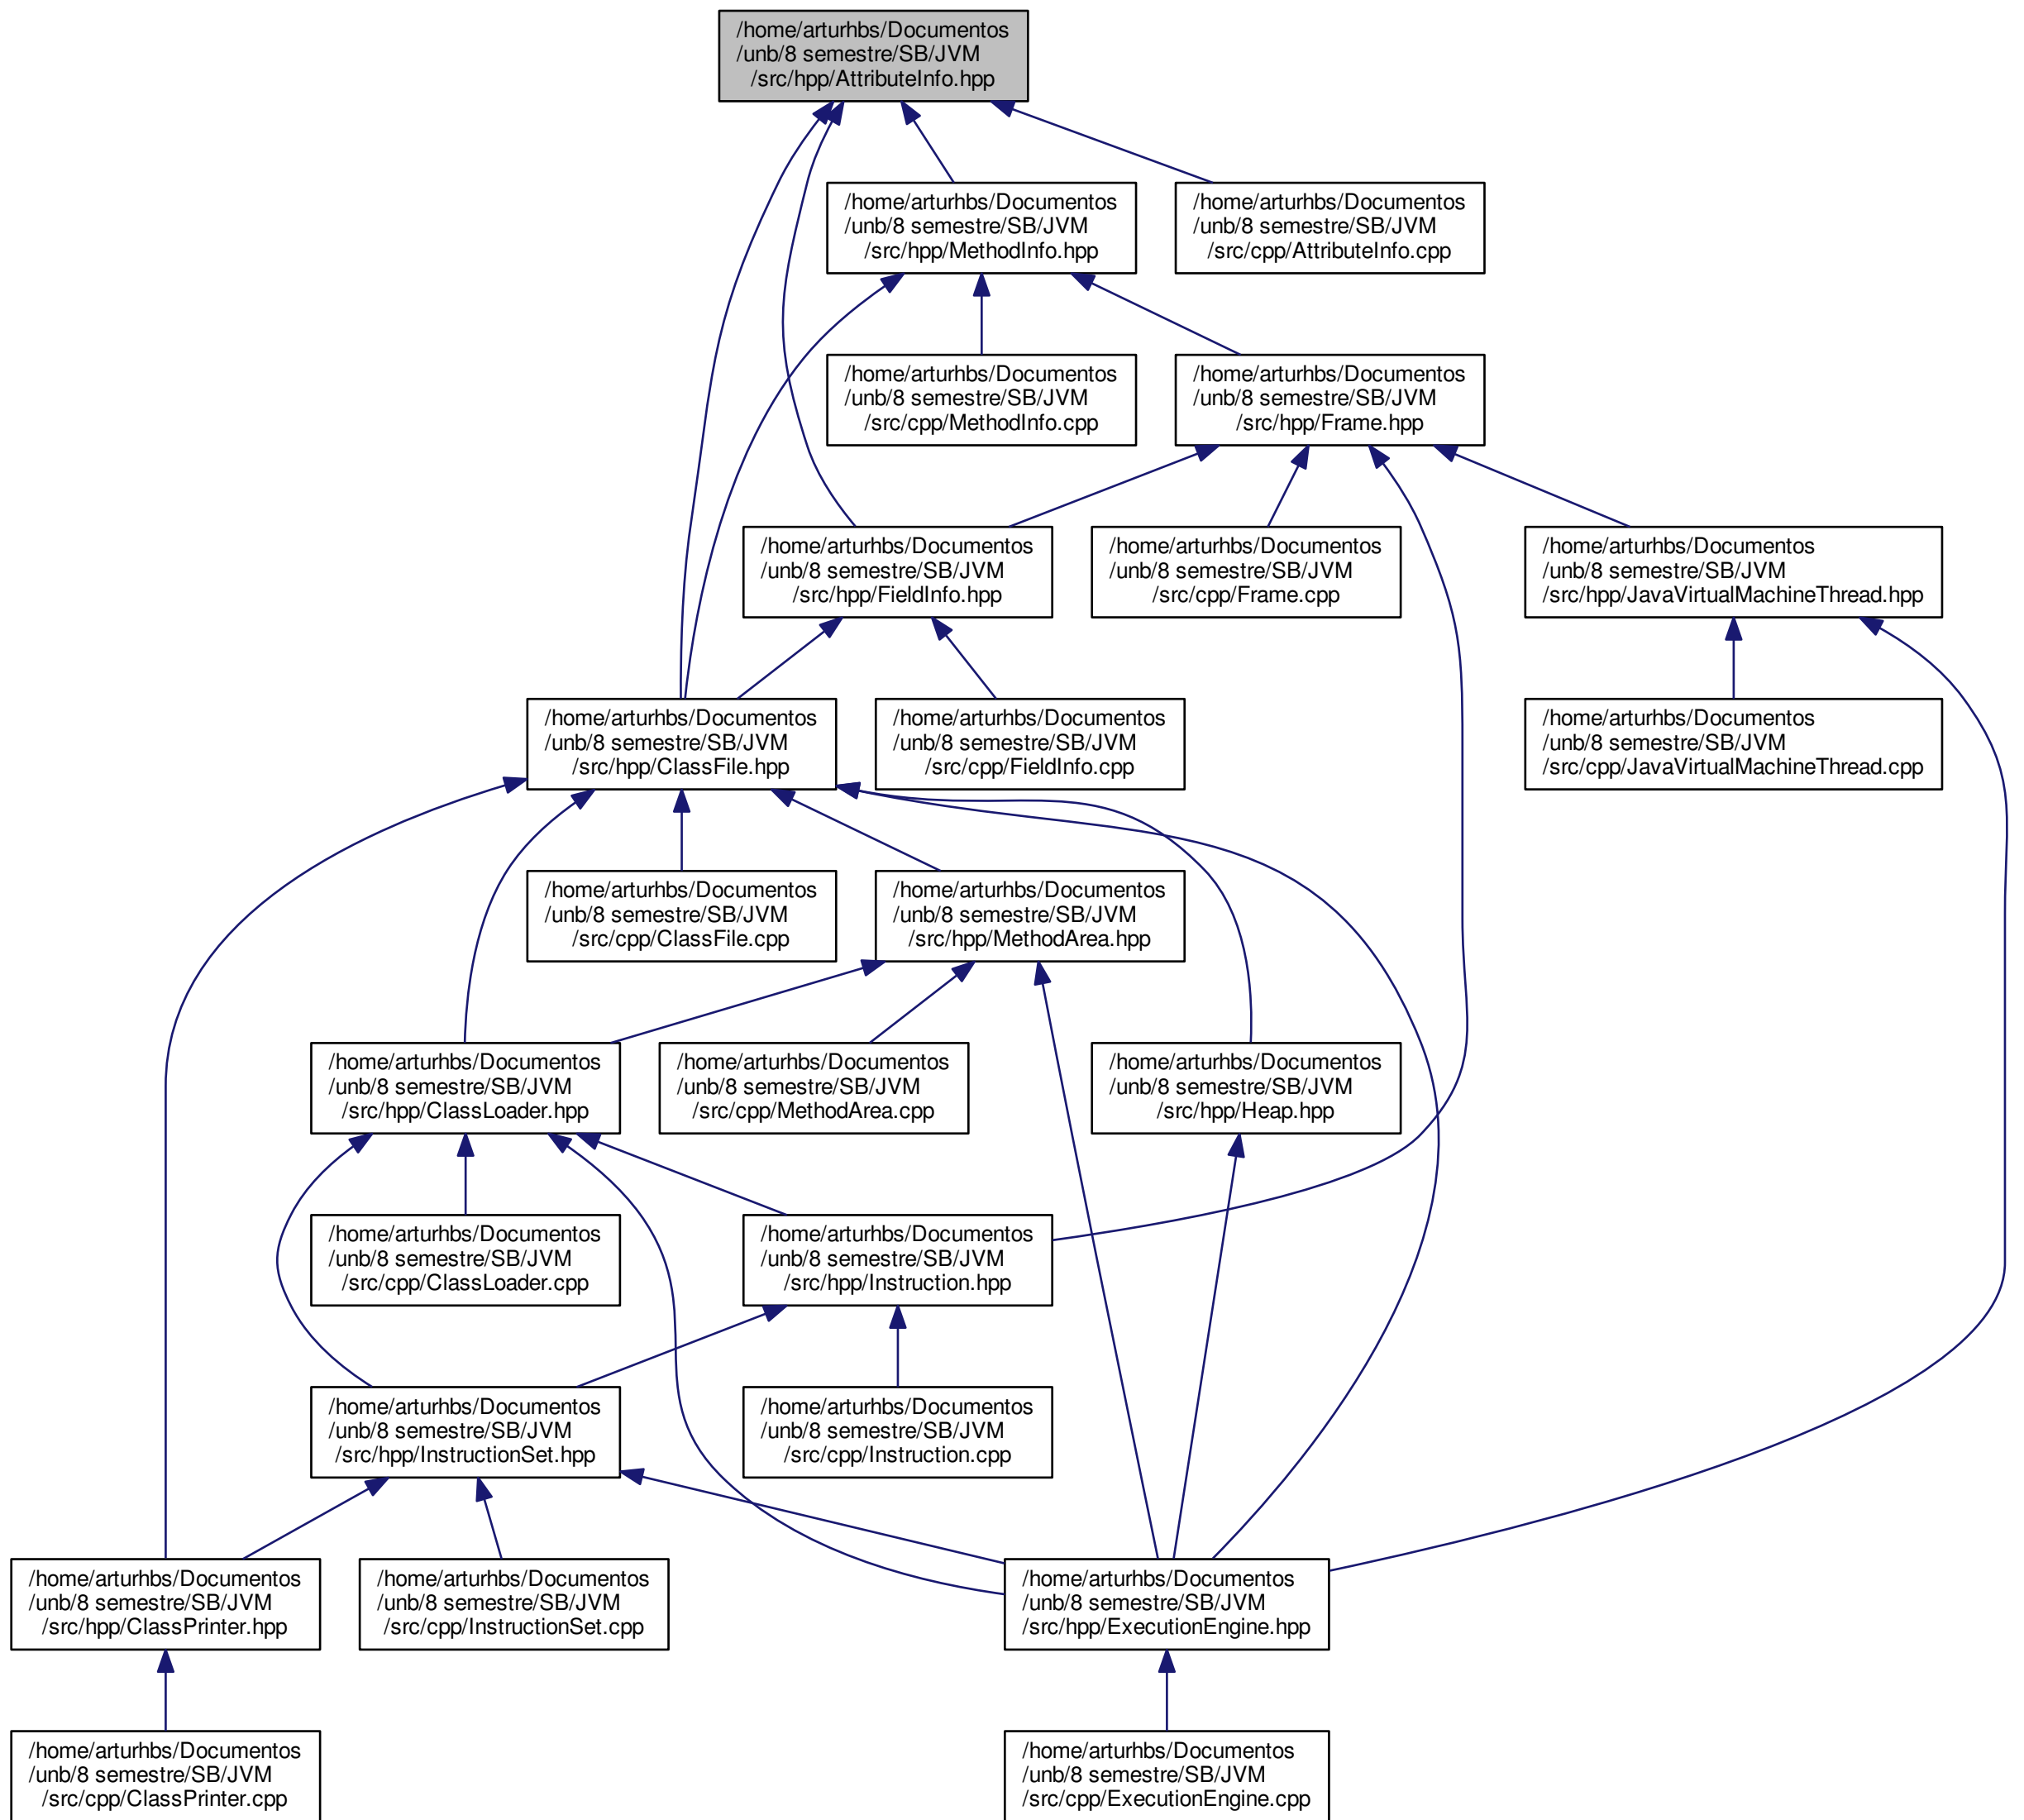 /home/arturhbs/Documentos
/unb/8 semestre/SB/JVM
/src/hpp/AttributeInfo.hpp
/home/arturhbs/Documentos
/unb/8 semestre/SB/JVM
/src/hpp/MethodInfo.hpp
/home/arturhbs/Documentos
/unb/8 semestre/SB/JVM
/src/cpp/AttributeInfo.cpp
/home/arturhbs/Documentos
/unb/8 semestre/SB/JVM
/src/cpp/MethodInfo.cpp
/home/arturhbs/Documentos
/unb/8 semestre/SB/JVM
/src/hpp/Frame.hpp
/home/arturhbs/Documentos
/unb/8 semestre/SB/JVM
/src/hpp/FieldInfo.hpp
/home/arturhbs/Documentos
/unb/8 semestre/SB/JVM
/src/cpp/Frame.cpp
/home/arturhbs/Documentos
/unb/8 semestre/SB/JVM
/src/hpp/JavaVirtualMachineThread.hpp
/home/arturhbs/Documentos
/unb/8 semestre/SB/JVM
/src/hpp/ClassFile.hpp
/home/arturhbs/Documentos
/unb/8 semestre/SB/JVM
/src/cpp/FieldInfo.cpp
/home/arturhbs/Documentos
/unb/8 semestre/SB/JVM
/src/cpp/JavaVirtualMachineThread.cpp
/home/arturhbs/Documentos
/unb/8 semestre/SB/JVM
/src/cpp/ClassFile.cpp
/home/arturhbs/Documentos
/unb/8 semestre/SB/JVM
/src/hpp/MethodArea.hpp
/home/arturhbs/Documentos
/unb/8 semestre/SB/JVM
/src/hpp/ClassLoader.hpp
/home/arturhbs/Documentos
/unb/8 semestre/SB/JVM
/src/cpp/MethodArea.cpp
/home/arturhbs/Documentos
/unb/8 semestre/SB/JVM
/src/hpp/Heap.hpp
/home/arturhbs/Documentos
/unb/8 semestre/SB/JVM
/src/cpp/ClassLoader.cpp
/home/arturhbs/Documentos
/unb/8 semestre/SB/JVM
/src/hpp/Instruction.hpp
/home/arturhbs/Documentos
/unb/8 semestre/SB/JVM
/src/hpp/InstructionSet.hpp
/home/arturhbs/Documentos
/unb/8 semestre/SB/JVM
/src/cpp/Instruction.cpp
/home/arturhbs/Documentos
/unb/8 semestre/SB/JVM
/src/hpp/ClassPrinter.hpp
/home/arturhbs/Documentos
/unb/8 semestre/SB/JVM
/src/cpp/InstructionSet.cpp
/home/arturhbs/Documentos
/unb/8 semestre/SB/JVM
/src/hpp/ExecutionEngine.hpp
/home/arturhbs/Documentos
/unb/8 semestre/SB/JVM
/src/cpp/ClassPrinter.cpp
/home/arturhbs/Documentos
/unb/8 semestre/SB/JVM
/src/cpp/ExecutionEngine.cpp